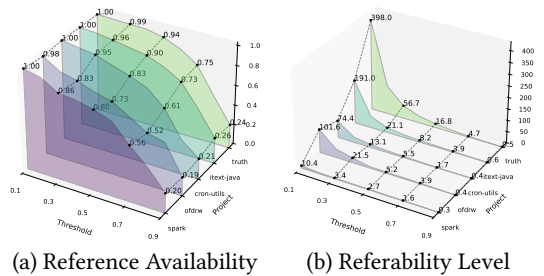 1.00
1.00 0.99
1.00 0.96 0.94
0.98 0.95 0.90 0.75
1.00 0.83 0.83 0.73
0.86 0.73 0.61
0.60 0.52 0.24
0.56 0.26
0.21
0.19
0.20
1.0
0.8
0.6
0.4
0.2
0.0
0.1 0.3 0.5 0.7 0.9
Threshold
truth
itext-java
cron-utils
ofdrw
spark
Project
(a) Reference Availability
398.0
191.0
101.6 74.4 21.1 56.7 16.8 4.7
10.4 21.5 13.1 5.5 5.2 3.9 0.6
3.4 2.7 1.7 3.9 0.4
1.6 0.4
0.3
400
350
300
250
200
150
100
50
0
0.1 0.3 0.5 0.7 0.9
Threshold
truth
itext-java
cron-utils
ofdrw
spark
Project
(b) Referability Level